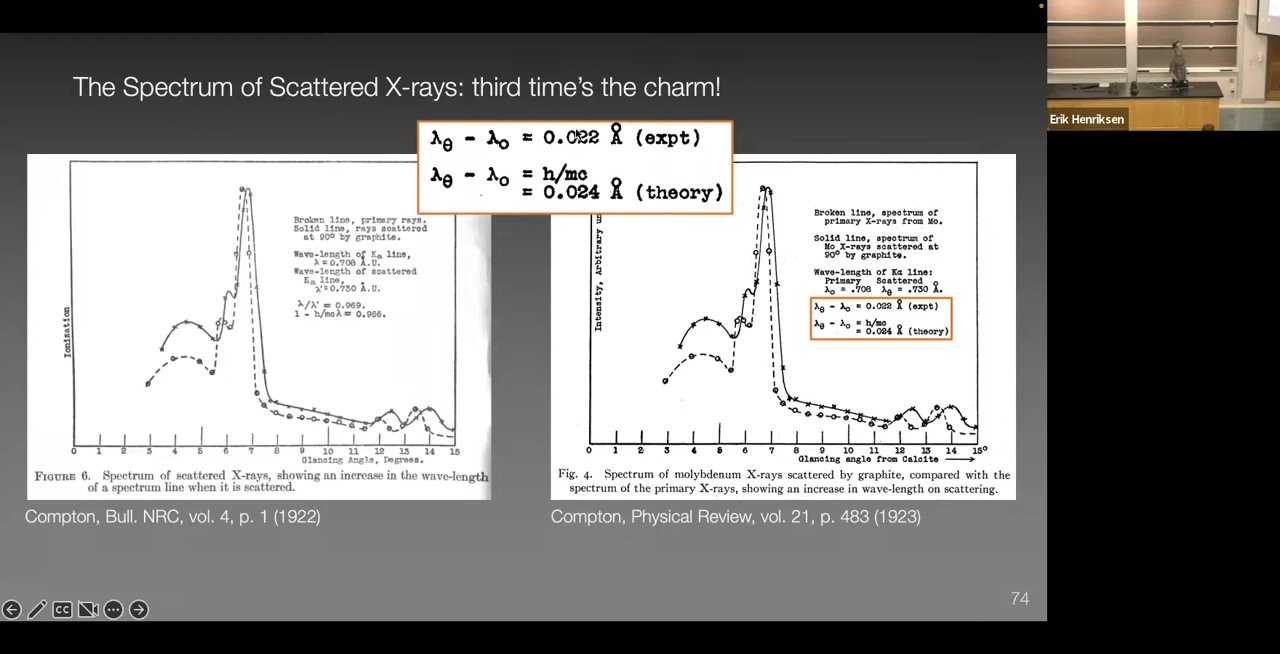 The Spectrum of Scattered X-rays: third time's the charm!
λθ - λo = 0.022 Å (expt)
λθ - λo = h/mc
= 0.024 Å (theory)
Broken line, primary rays.
Solid line, rays scattered
at 90° by graphite.
Wave-length of Kα line,
λ = 0.708 A.U.
Wave-length of scattered
Kα line,
λ' = 0.730 A.U.
λ/λ' = 0.969.
1 - h/mcλ = 0.966.
Ionization
0 1 2 3 4 5 6 7 8 9 10 11 12 13 14 15
Glancing Angle, Degrees.
FIGURE 6. Spectrum of scattered X-rays, showing an increase in the wave-length
of a spectrum line when it is scattered.
Compton, Bull. NRC, vol. 4, p. 1 (1922)
Broken line, spectrum of
primary X-rays from Mo.
Solid line, spectrum of
Mo X-rays scattered at
90° by graphite.
Wave-length of Kα line:
Primary Scattered
λo = .708 λθ = .730 Å.
λθ - λo = 0.022 Å (expt)
λθ - λo = h/mc
= 0.024 Å (theory)
Intensity, Arbitrary
0 1 2 3 4 5 6 7 8 9 10 11 12 13 14 15°
Glancing angle from Calcite
Fig. 4. Spectrum of molybdenum X-rays scattered by graphite, compared with the
spectrum of the primary X-rays, showing an increase in wave-length on scattering.
Compton, Physical Review, vol. 21, p. 483 (1923)
74
CC
Erik Henriksen